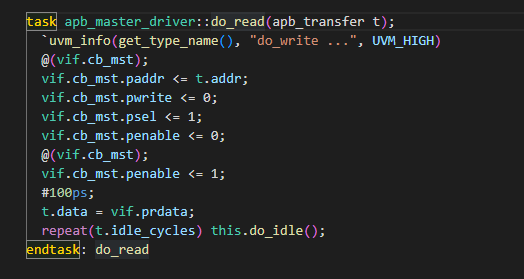 task apb_master_driver::do_read(apb_transfer t);
`uvm_info(get_type_name(), "do_write ...", UVM_HIGH)
@(vif.cb_mst);
vif.cb_mst.paddr <= t.addr;
vif.cb_mst.pwrite <= 0;
vif.cb_mst.psel <= 1;
vif.cb_mst.penable <= 0;
@(vif.cb_mst);
vif.cb_mst.penable <= 1;
#100ps;
t.data = vif.prdata;
repeat(t.idle_cycles) this.do_idle();
endtask: do_read